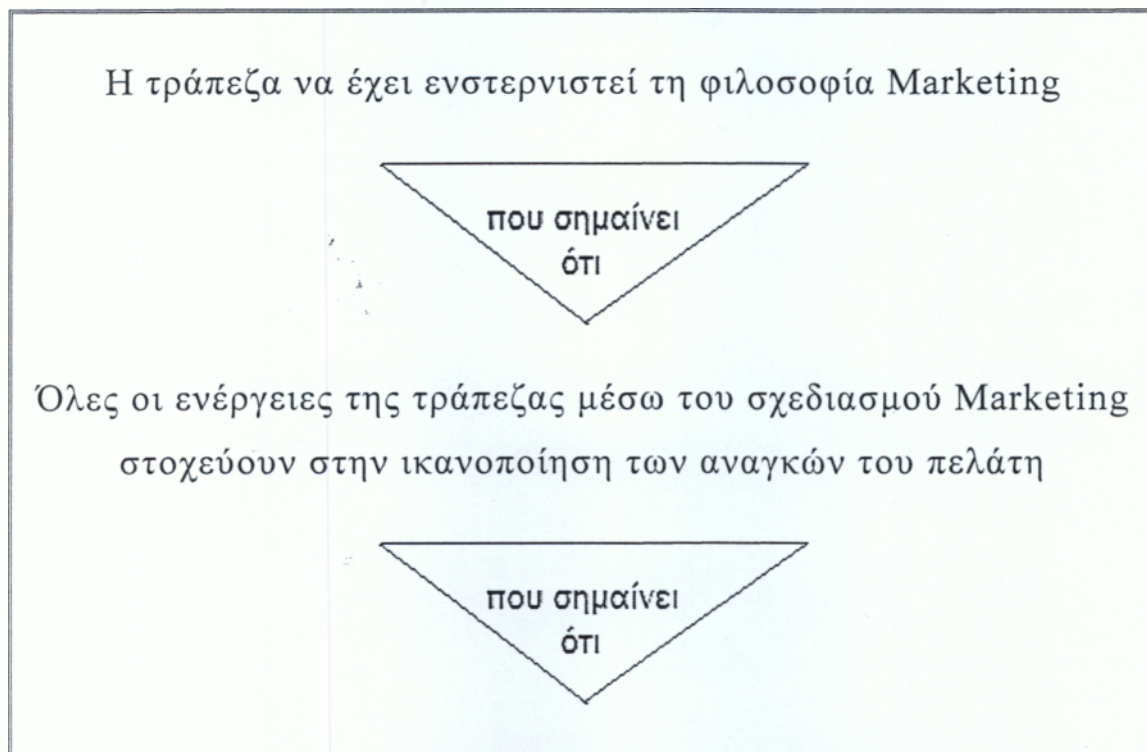 Η τράπεζα να έχει ενστερνιστεί τη φιλοσοφία Marketing
που σημαίνει
ότι
Όλες οι ενέργειες της τράπεζας μέσω του σχεδιασμού Marketing
στοχεύουν στην ικανοποίηση των αναγκών του πελάτη
που σημαίνει
ότι